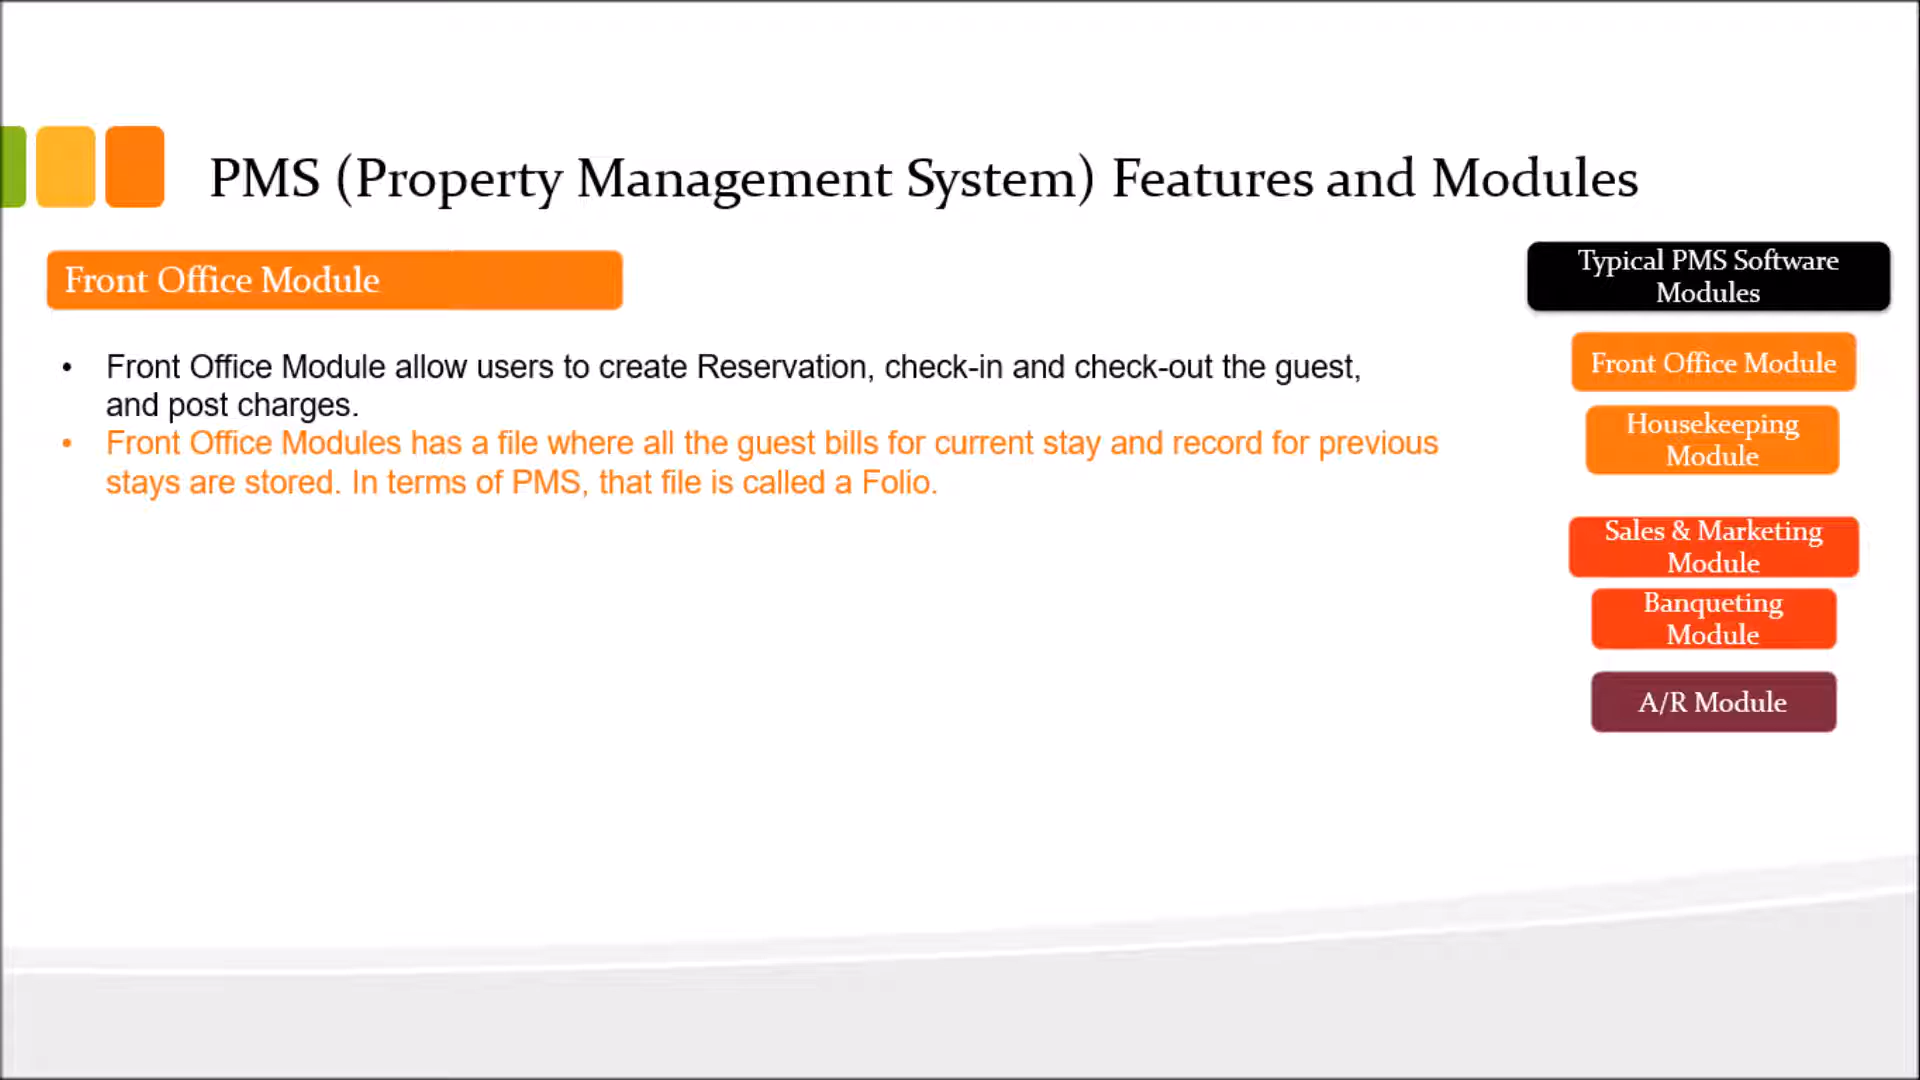 PMS (Property Management System) Features and Modules
Front Office Module
• Front Office Module allow users to create Reservation, check-in and check-out the guest,
and post charges.
• Front Office Modules has a file where all the guest bills for current stay and record for previous
stays are stored. In terms of PMS, that file is called a Folio.
Typical PMS Software
Modules
Front Office Module
Housekeeping
Module
Sales & Marketing
Module
Banqueting
Module
A/R Module